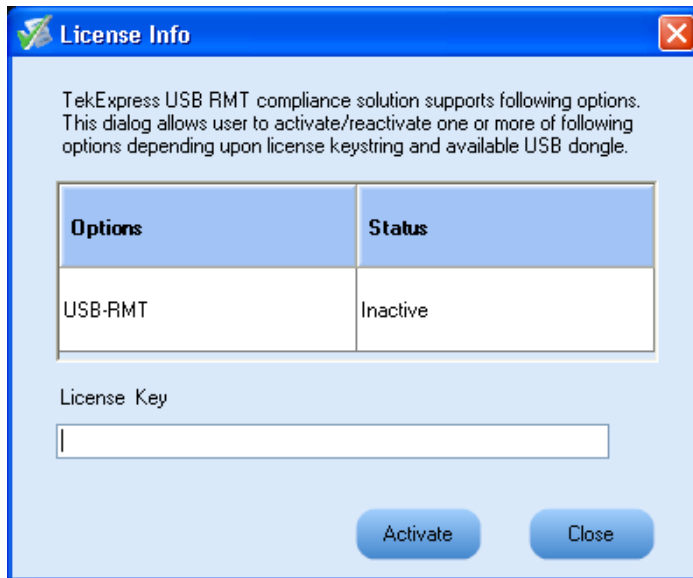 License Info
TekExpress USB RMT compliance solution supports following options.
This dialog allows user to activate/reactivate one or more of following
options depending upon license keystring and available USB dongle.
Options Status
USB-RMT Inactive
License Key
Activate Close